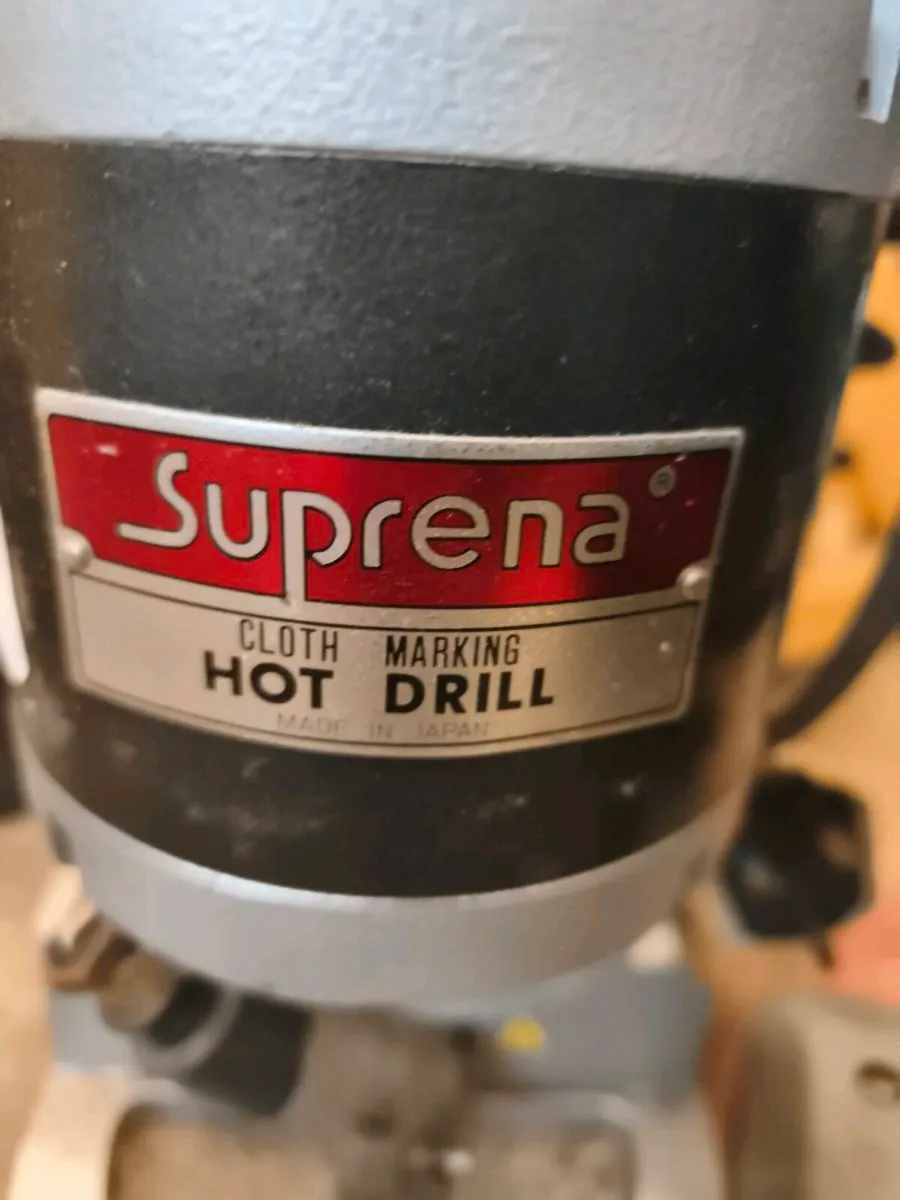 Suprena®
CLOTH MARKING
HOT DRILL
MADE IN JAPAN